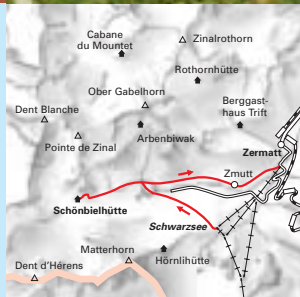 Cabane
du Mountet
Zinalrothorn
Rothornhütte
Dent Blanche
Ober Gabelhorn
Berggast-
haus Trift
Arbenbiwak
Pointe de Zinal
Zermatt
Zmutt
Schönbielhütte
Schwarzsee
Matterhorn
Hörnlihütte
Dent d'Hérens